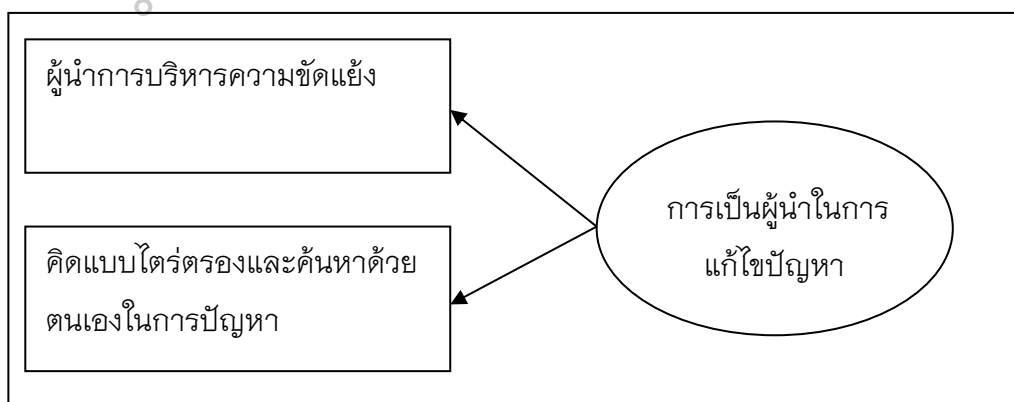 ผู้นำการบริหารความขัดแย้ง
คิดแบบไตร่ตรองและค้นหาด้วย
ตนเองในการปัญหา
การเป็นผู้นำในการ
แก้ไขปัญหา